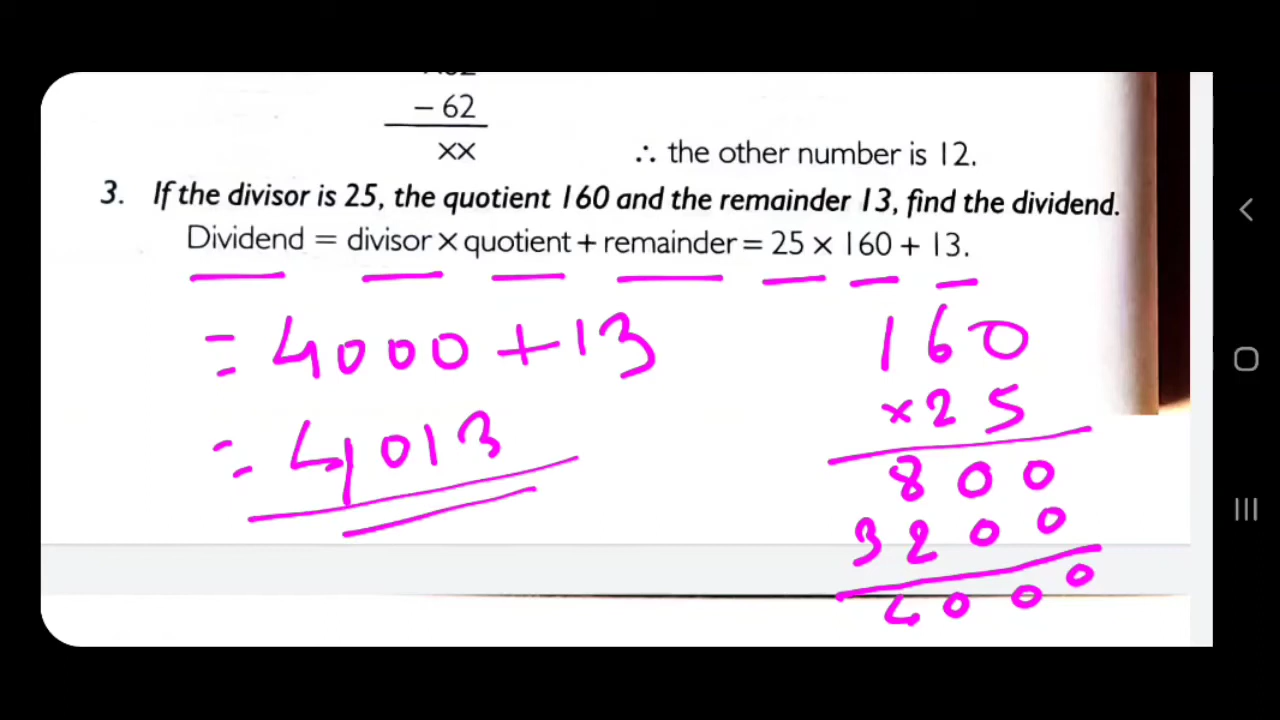 – 62
xx
∴ the other number is 12.
3. If the divisor is 25, the quotient 160 and the remainder 13, find the dividend.
Dividend = divisor × quotient + remainder = 25 × 160 + 13.
= 4000 + 13
= 4013
160
× 25
800
3200
4000